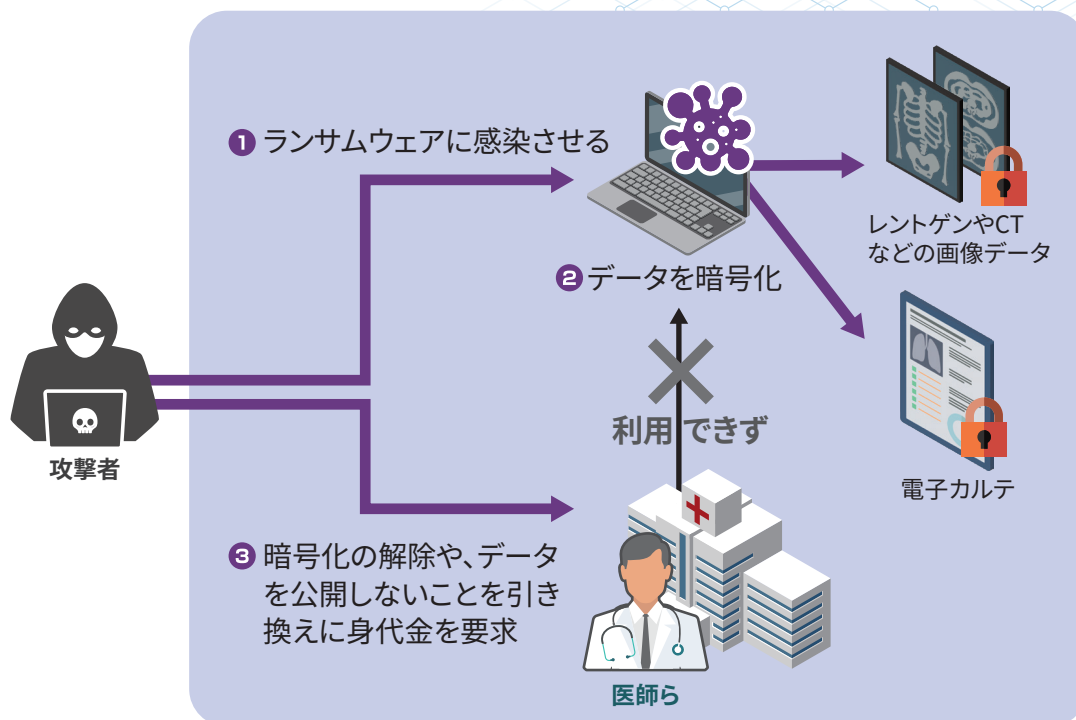 ❶ ランサムウェアに感染させる
レントゲンやCT
などの画像データ
❷ データを暗号化
利用できず
攻撃者
電子カルテ
❸ 暗号化の解除や、データ
を公開しないことを引き
換えに身代金を要求
医師ら